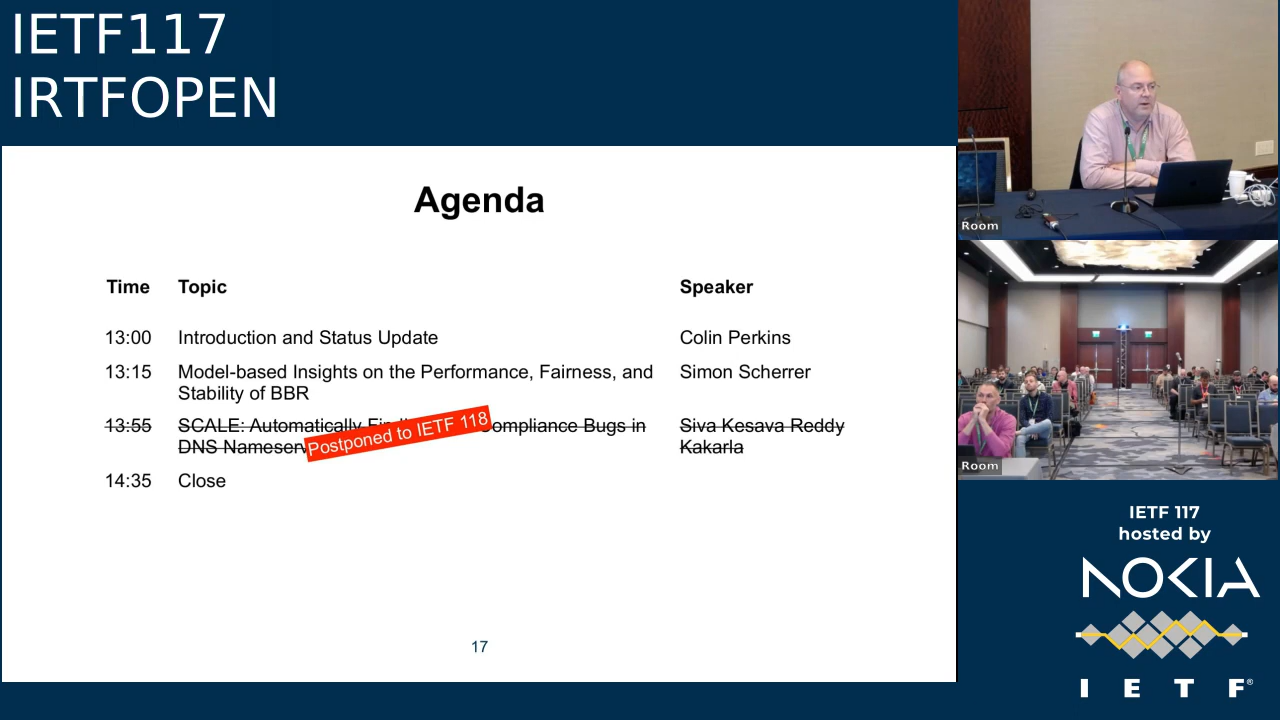 IETF117
IRTFOPEN
Agenda
Time Topic Speaker
13:00 Introduction and Status Update Colin Perkins
13:15 Model-based Insights on the Performance, Fairness, and Simon Scherrer
Stability of BBR
13:55 SCALE: Automatically Compliance Bugs in Siva Kesava Reddy
DNS Kakarla
Postponed to IETF 118
14:35 Close
17
Room
Room
IETF 117
hosted by
NOKIA
I E T F®